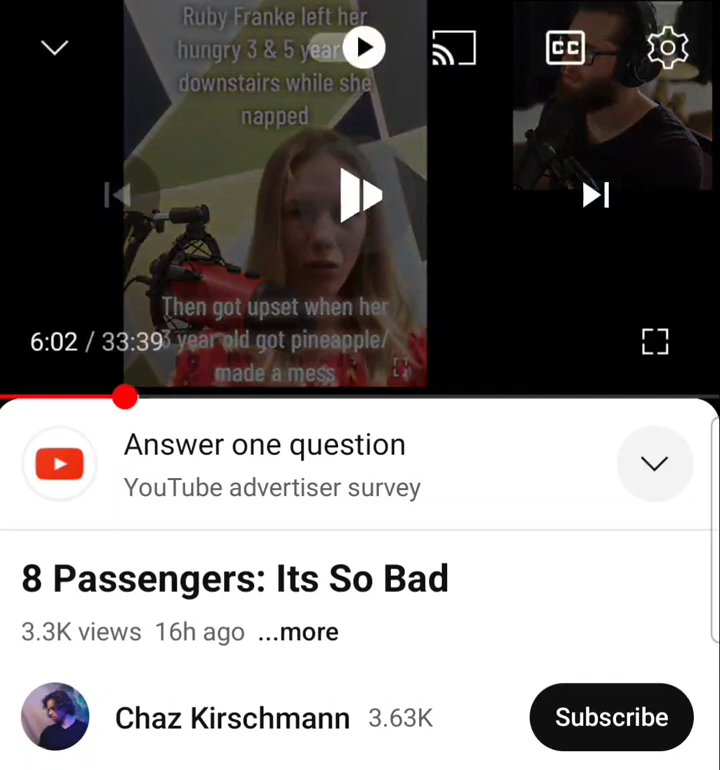 Ruby Franke left her
hungry 3 & 5 year
downstairs while she
napped
CC
Then got upset when her
6:02 / 33:39
3 year old got pineapple/
made a mess
Answer one question
YouTube advertiser survey
8 Passengers: Its So Bad
3.3K views 16h ago ...more
Chaz Kirschmann 3.63K
Subscribe